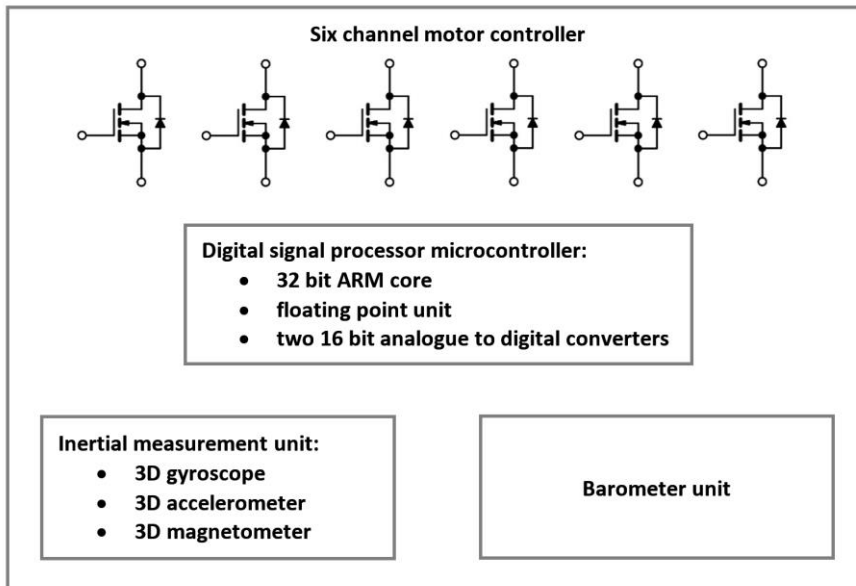 Six channel motor controller
Digital signal processor microcontroller:
• 32 bit ARM core
• floating point unit
• two 16 bit analogue to digital converters
Inertial measurement unit:
• 3D gyroscope
• 3D accelerometer
• 3D magnetometer
Barometer unit